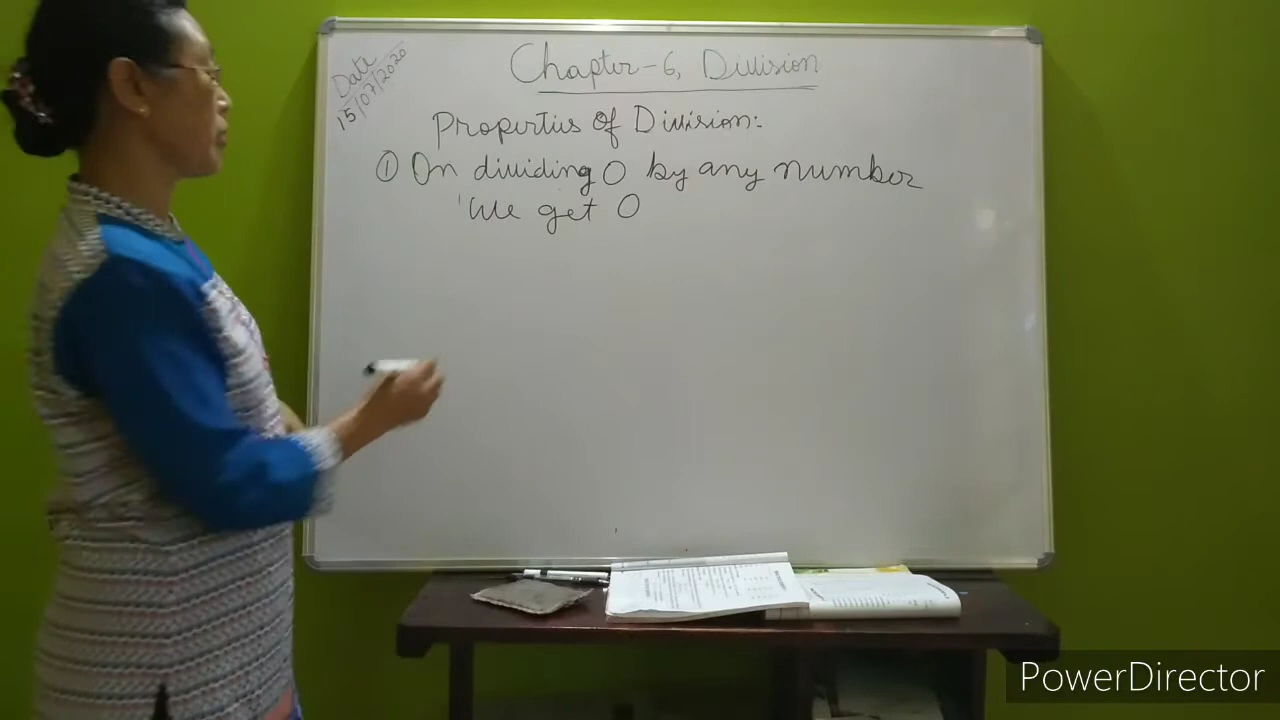 Date
15/07/2020
Chapter-6, Division
Properties of Division:-
① On dividing 0 by any number
We get 0
PowerDirector